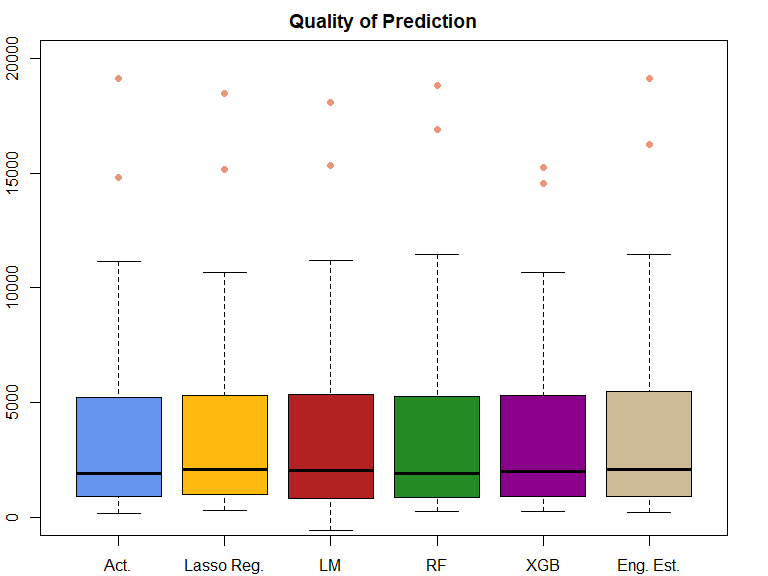 Quality of Prediction
20000
15000
10000
5000
0
Act. Lasso Reg. LM RF XGB Eng. Est.